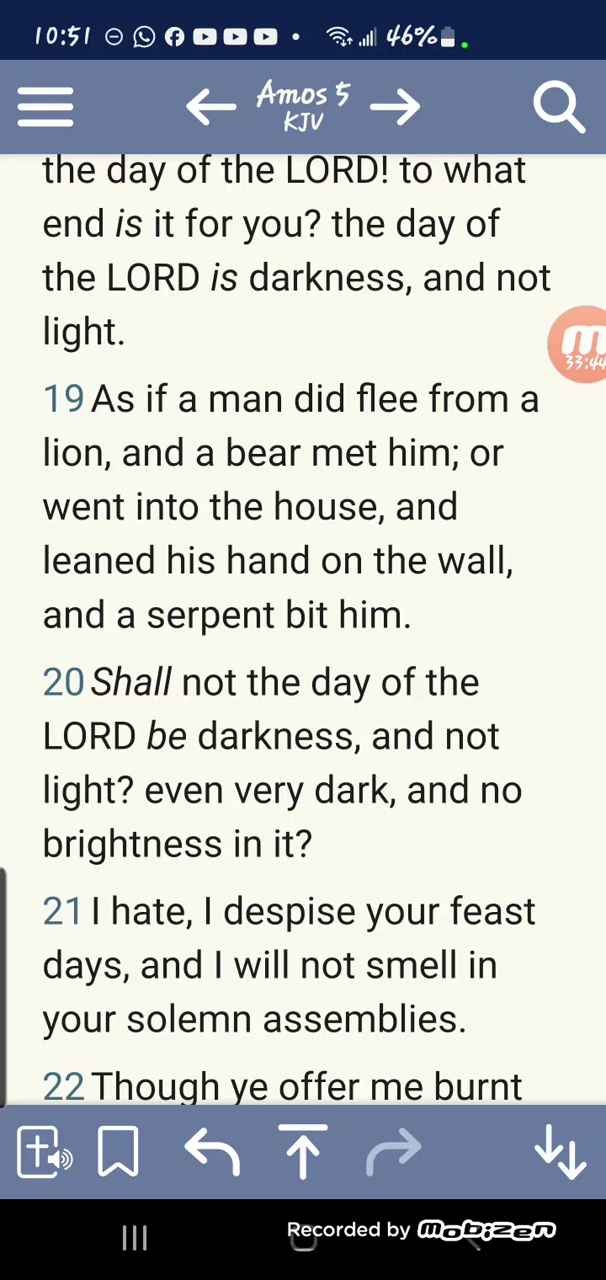 10:51 46%
Amos 5
KJV
the day of the LORD! to what
end is it for you? the day of
the LORD is darkness, and not
light.
33:44
19 As if a man did flee from a
lion, and a bear met him; or
went into the house, and
leaned his hand on the wall,
and a serpent bit him.
20 Shall not the day of the
LORD be darkness, and not
light? even very dark, and no
brightness in it?
21 I hate, I despise your feast
days, and I will not smell in
your solemn assemblies.
22 Though ye offer me burnt
Recorded by mobizen